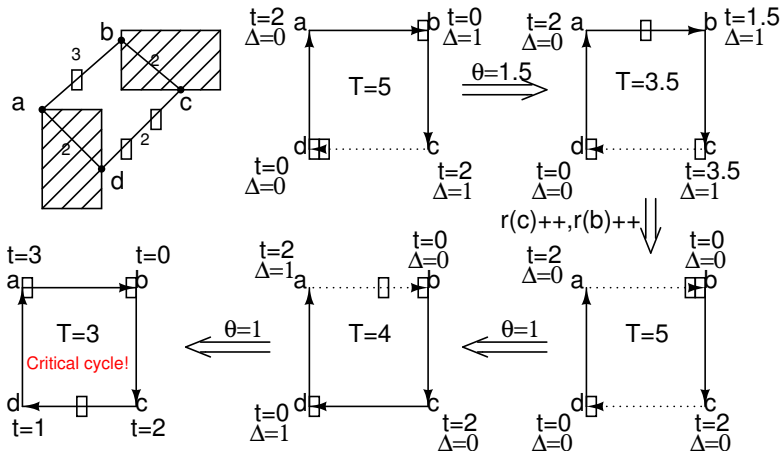 b
3
2
a
c
2
d
2
t=2
Δ=0
a
b
t=0
Δ=1
T=5
d
t=0
Δ=0
c
t=2
Δ=1
θ=1.5
t=2
Δ=0
a
b
t=1.5
Δ=1
T=3.5
d
t=0
Δ=0
c
t=3.5
Δ=1
r(c)++,r(b)++
t=3
a
t=0
b
T=3
Critical cycle!
d
t=1
c
t=2
θ=1
t=2
Δ=1
a
t=0
Δ=0
b
T=4
d
t=0
Δ=1
c
t=2
Δ=0
θ=1
t=2
Δ=0
a
t=0
Δ=0
b
T=5
d
t=0
Δ=0
c
t=2
Δ=0